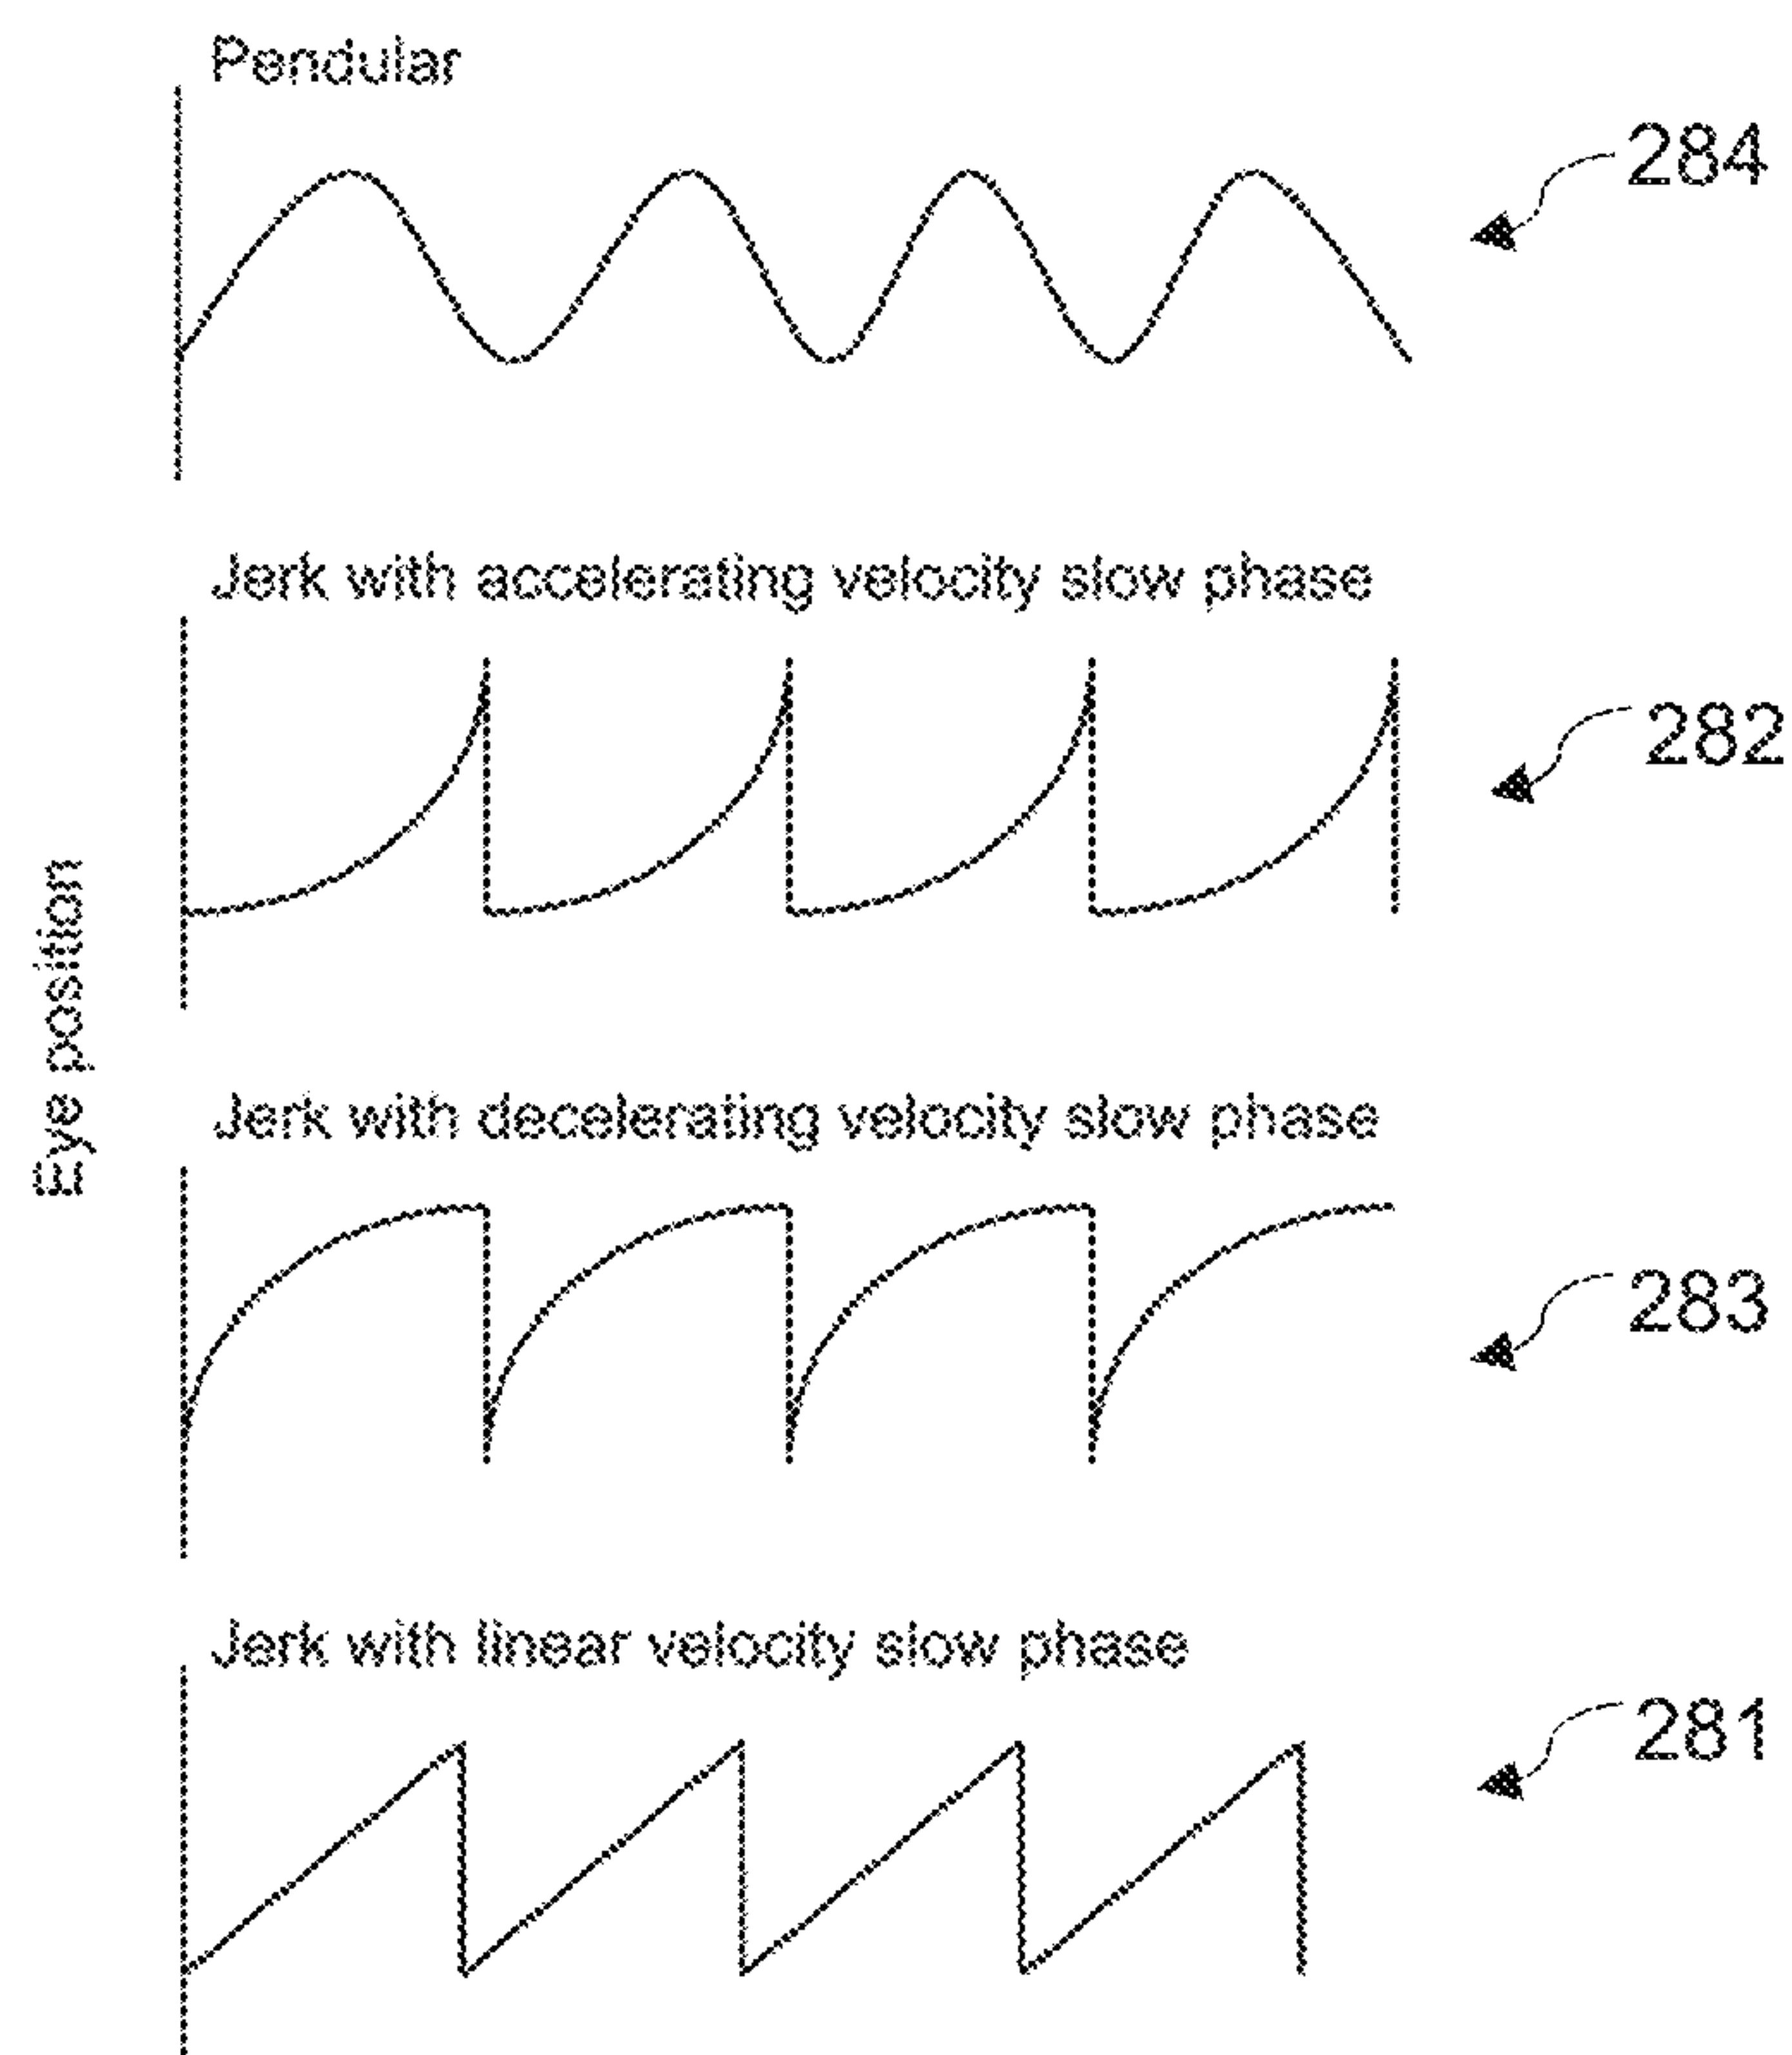 Pendular
284
Jerk with accelerating velocity slow phase
282
Eye position
Jerk with decelerating velocity slow phase
283
Jerk with linear velocity slow phase
281